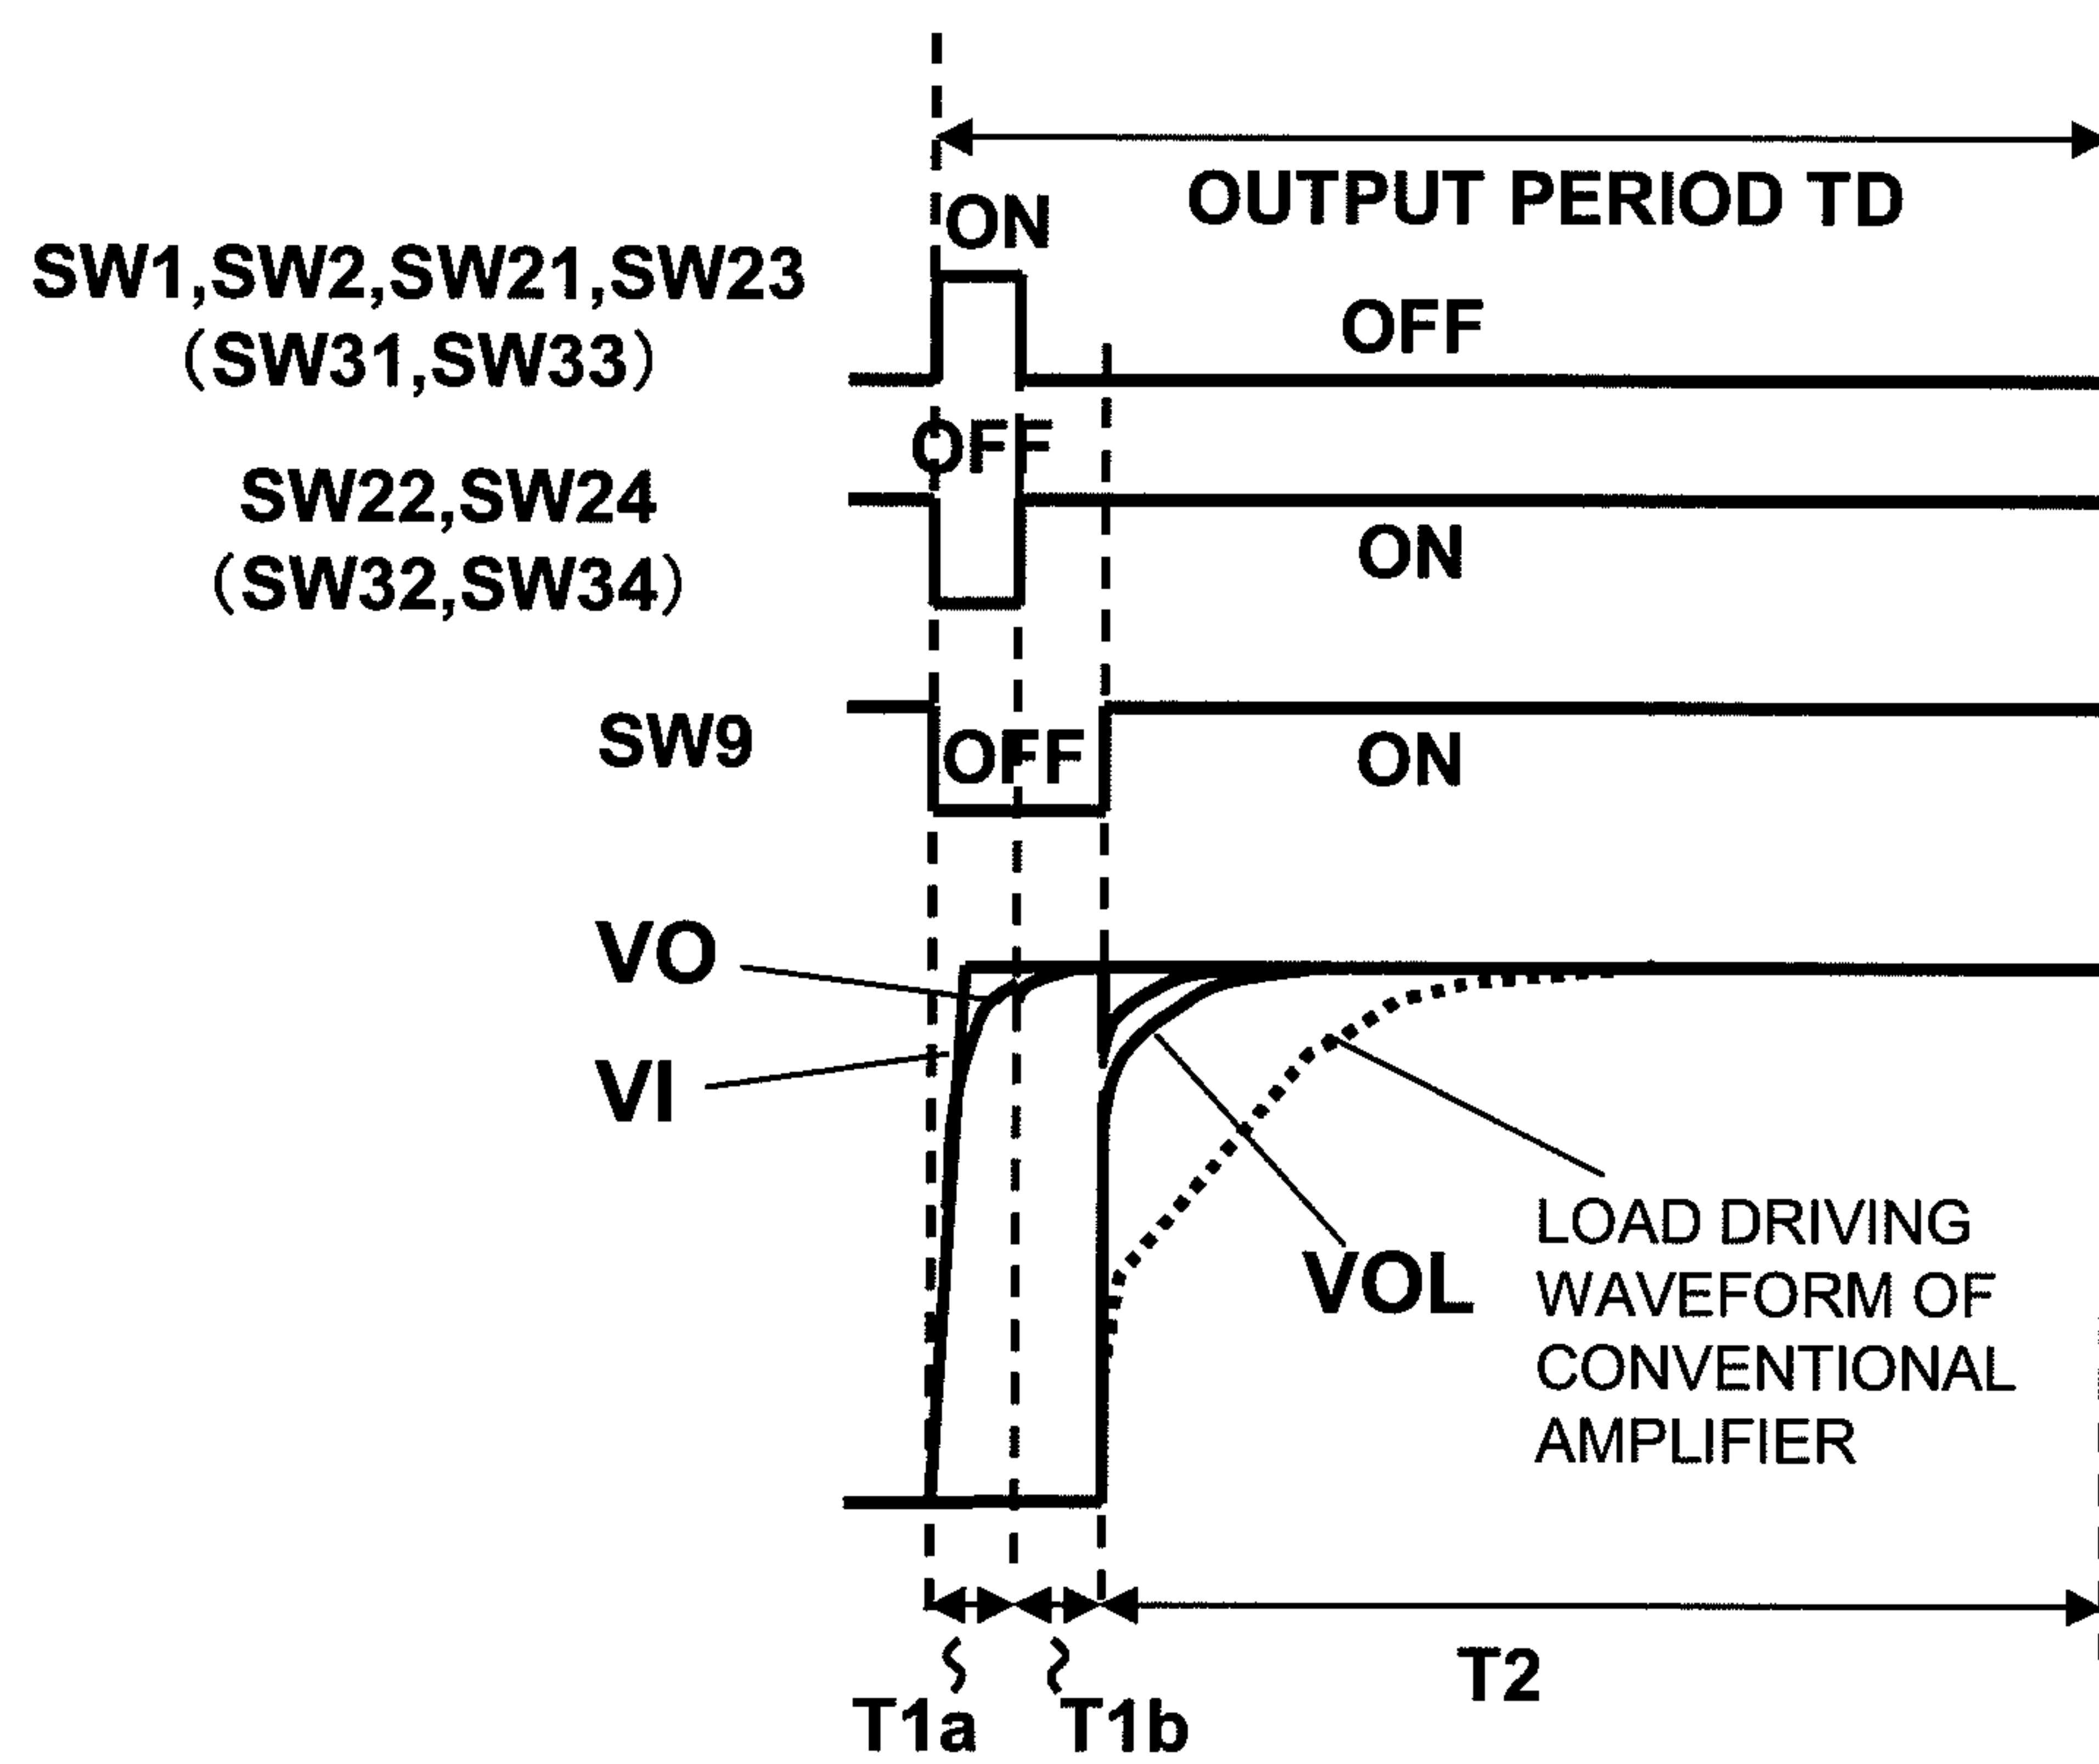 OUTPUT PERIOD TD
ON
SW1,SW2,SW21,SW23
(SW31,SW33)
OFF
OFF
SW22,SW24
(SW32,SW34)
ON
SW9
OFF
ON
VO
VI
VOL
LOAD DRIVING
WAVEFORM OF
CONVENTIONAL
AMPLIFIER
T1a
T1b
T2